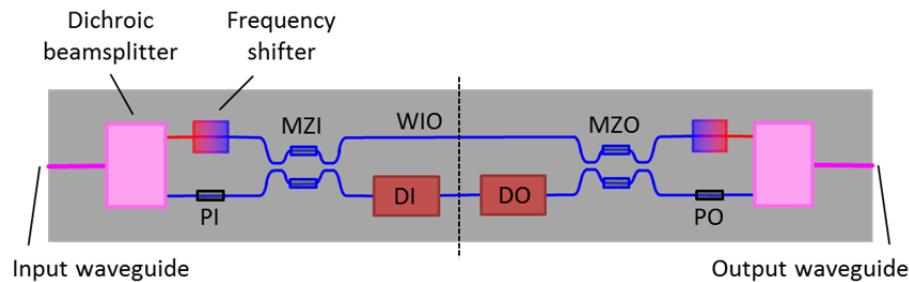 Dichroic
beamsplitter
Frequency
shifter
MZI
WIO
MZO
DI
DO
PI
PO
Input waveguide
Output waveguide